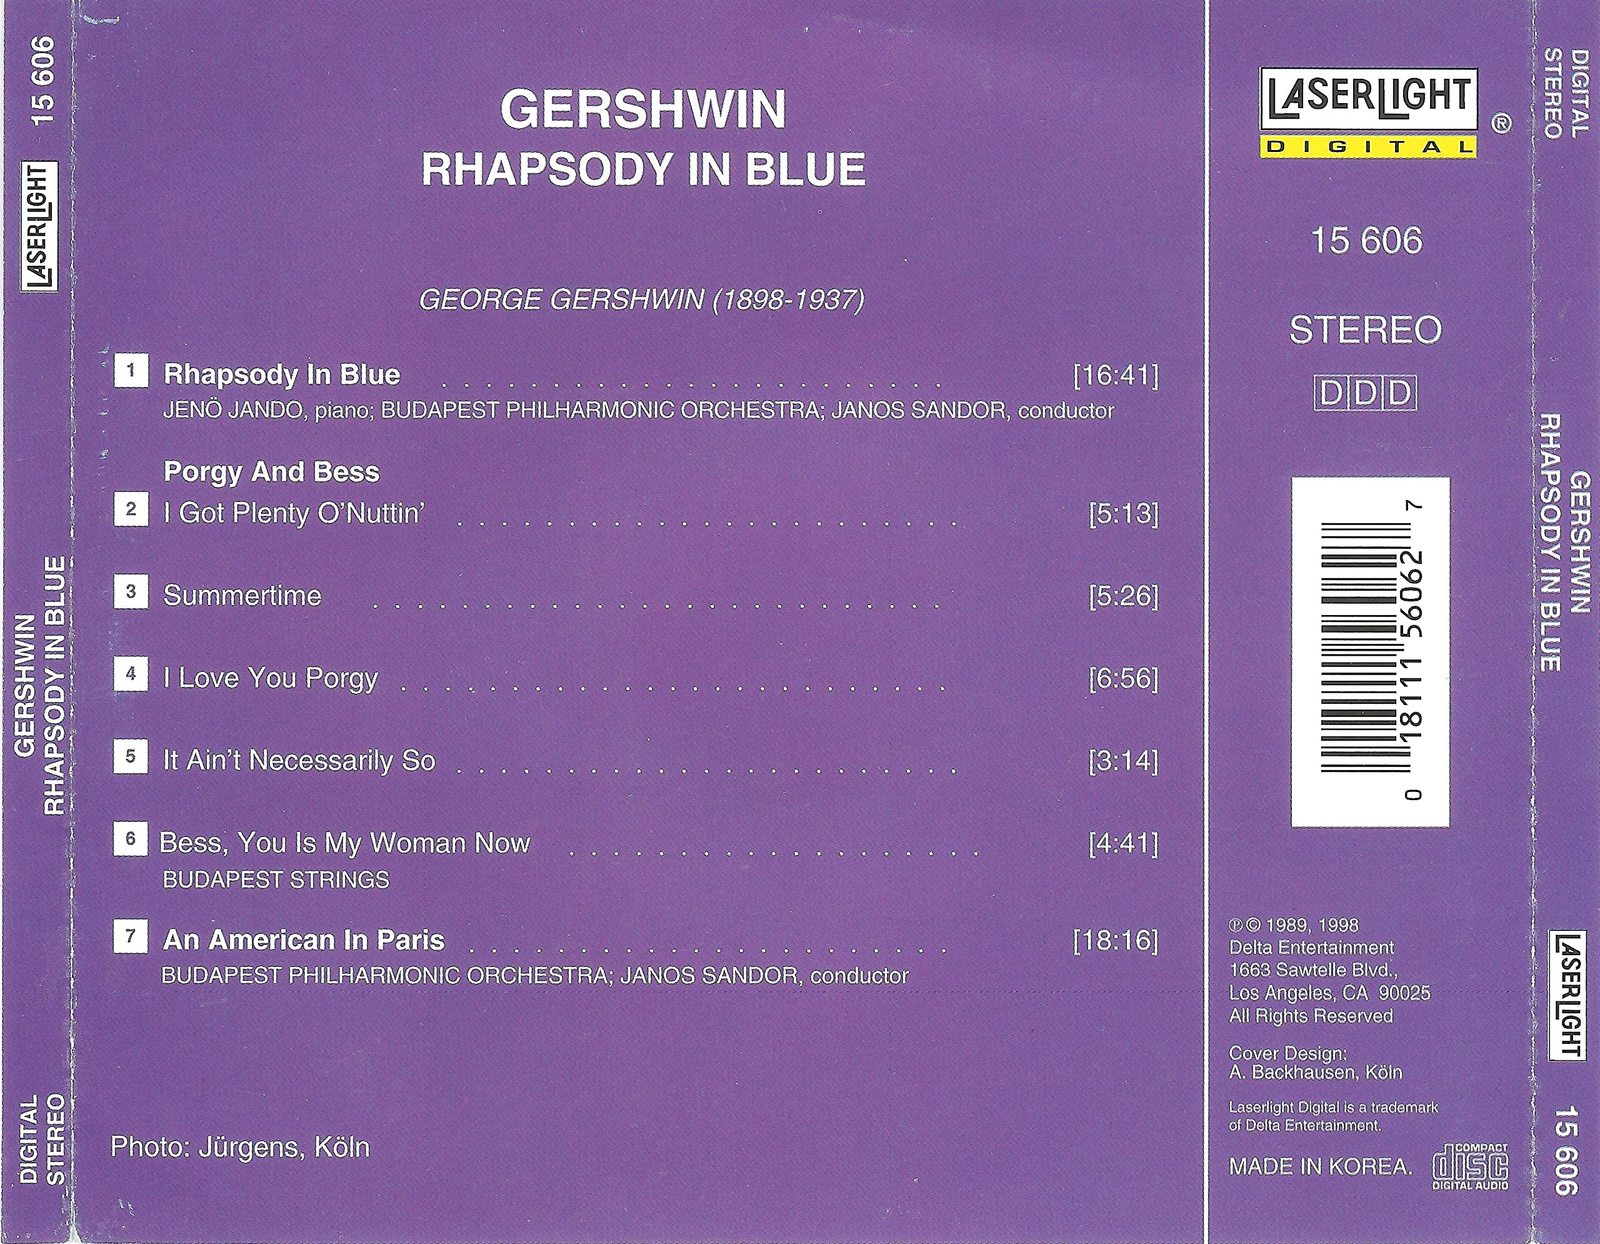 15 606
LASERLIGHT
GERSHWIN
RHAPSODY IN BLUE
DIGITAL
STEREO
GERSHWIN
RHAPSODY IN BLUE
GEORGE GERSHWIN (1898-1937)
1 Rhapsody In Blue . . . . . . . . . . . . . . . . . . . . . . . . [16:41]
JENÖ JANDO, piano; BUDAPEST PHILHARMONIC ORCHESTRA; JANOS SANDOR, conductor
Porgy And Bess
2 I Got Plenty O'Nuttin' . . . . . . . . . . . . . . . . . . . . . . . . [5:13]
3 Summertime . . . . . . . . . . . . . . . . . . . . . . . . . . . [5:26]
4 I Love You Porgy . . . . . . . . . . . . . . . . . . . . . . . . . . [6:56]
5 It Ain't Necessarily So . . . . . . . . . . . . . . . . . . . . . . . . [3:14]
6 Bess, You Is My Woman Now . . . . . . . . . . . . . . . . . . . [4:41]
BUDAPEST STRINGS
7 An American In Paris . . . . . . . . . . . . . . . . . . . . . . [18:16]
BUDAPEST PHILHARMONIC ORCHESTRA; JANOS SANDOR, conductor
Photo: Jürgens, Köln
LASERLIGHT
DIGITAL ®
15 606
STEREO
DDD
0 18111 56062 7
℗© 1989, 1998
Delta Entertainment
1663 Sawtelle Blvd.,
Los Angeles, CA 90025
All Rights Reserved
Cover Design:
A. Backhausen, Köln
Laserlight Digital is a trademark
of Delta Entertainment.
MADE IN KOREA.
COMPACT
disc
DIGITAL AUDIO
DIGITAL
STEREO
GERSHWIN
RHAPSODY IN BLUE
LASERLIGHT
15 606